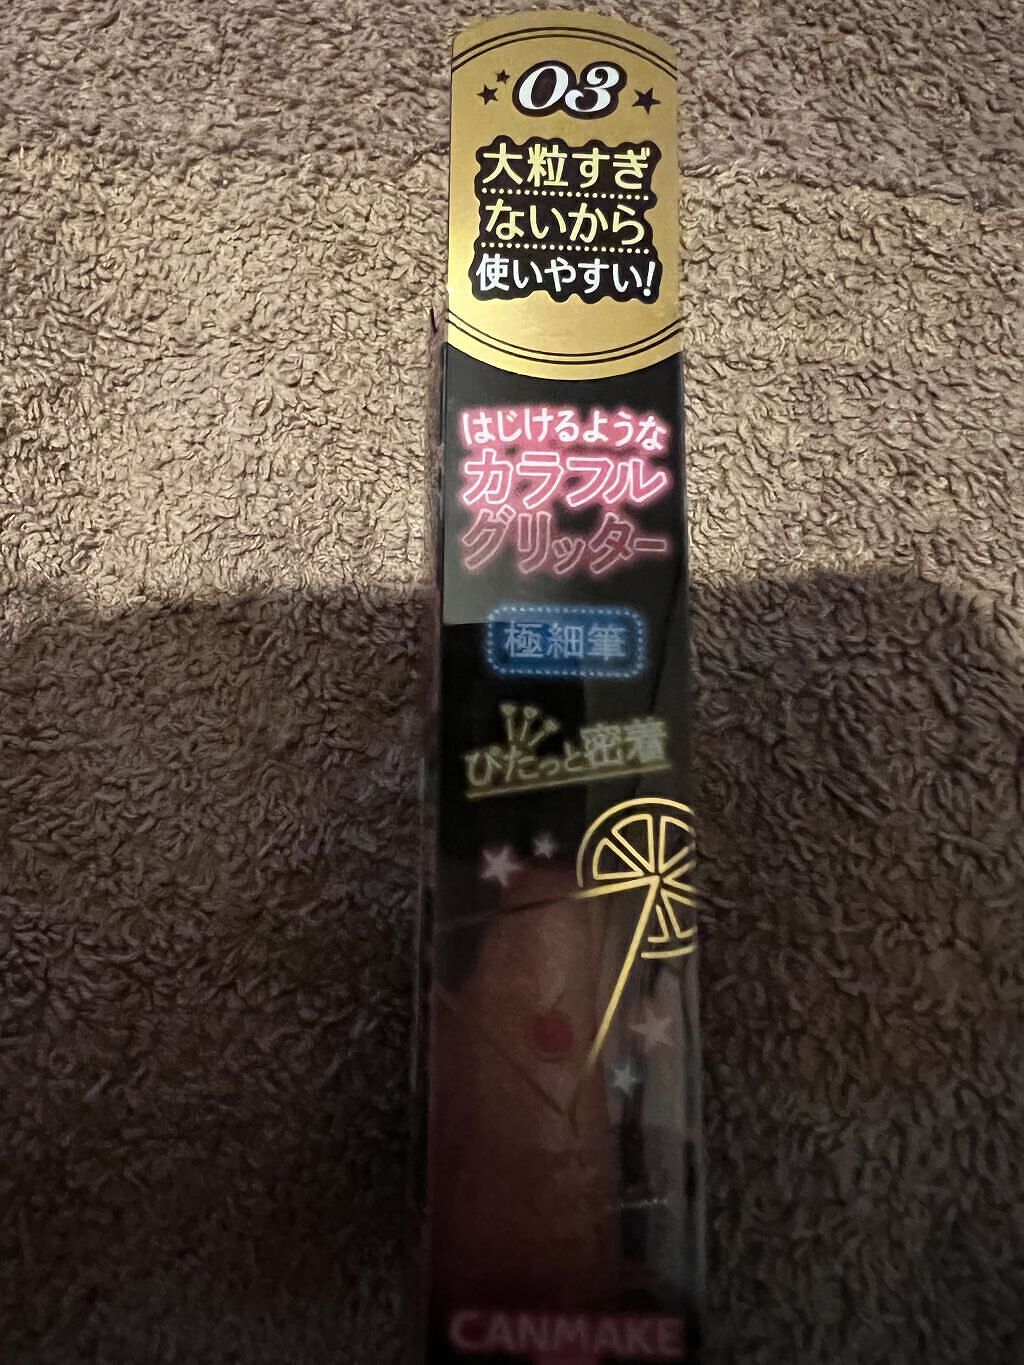 03
大粒すぎ
ないから
使いやすい!
はじけるような
カラフル
グリッター
極細筆
ぴたっと密着
CANMAKE